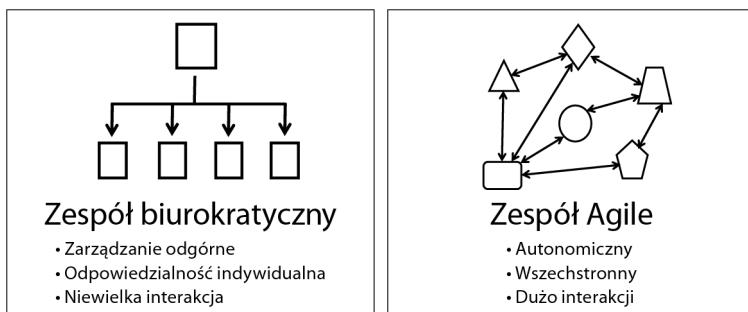 Zespół biurokratyczny
• Zarządzanie odgórne
• Odpowiedzialność indywidualna
• Niewielka interakcja
Zespół Agile
• Autonomiczny
• Wszechstronny
• Dużo interakcji